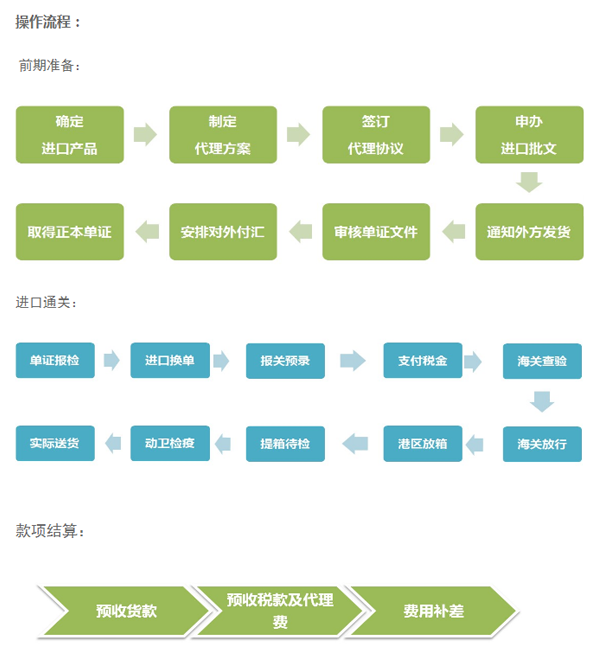 操作流程：
前期准备：
确定
进口产品
制定
代理方案
签订
代理协议
申办
进口批文
通知外方发货
审核单证文件
安排对外付汇
取得正本单证
进口通关：
单证报检
进口换单
报关预录
支付税金
海关查验
海关放行
港区放箱
提箱待检
动卫检疫
实际送货
款项结算：
预收货款
预收税款及代理
费
费用补差